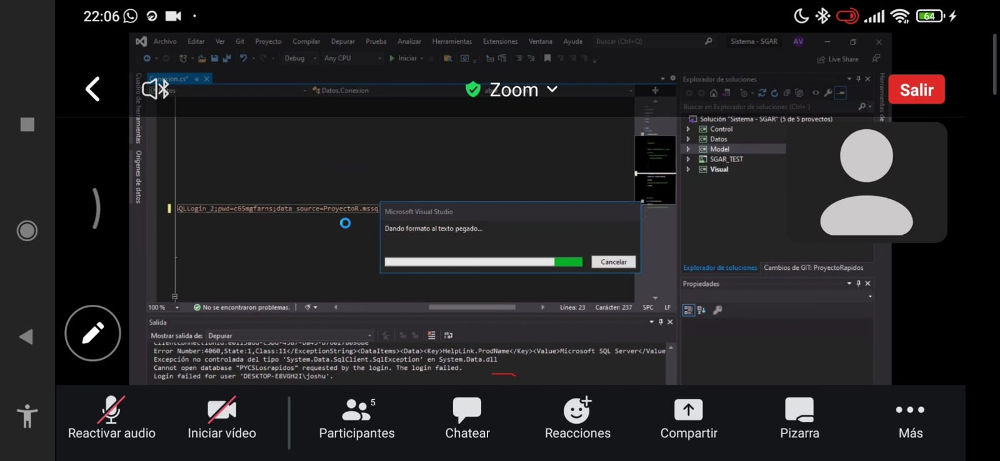 22:06
64
Archivo Editar Ver Git Proyecto Compilar Depurar Prueba Analizar Herramientas Extensiones Ventana Ayuda Buscar (Ctrl+Q) Sistema - SGAR AV
Debug Any CPU Iniciar Live Share
Conexion.cs*
Datos.Conexion
Zoom
Salir
Cuadro de herramientas
Orígenes de datos
Explorador de soluciones
Buscar en Explorador de soluciones (Ctrl+
Solución "Sistema - SGAR" (5 de 5 proyectos)
Control
Datos
Model
SGAR_TEST
Visual
Herramientas de
QLLogin_2;pwd=c65mgfarns;data source=ProyectoR.mssq
Microsoft Visual Studio
Dando formato al texto pegado...
Cancelar
Explorador de soluciones Cambios de GIT: ProyectoRapidos
Propiedades
100 % No se encontraron problemas. Línea: 23 Carácter: 237 SPC LF
Salida
Mostrar salida de: Depurar
Error Number:4060,State:1,Class:11</ExceptionString><DataItems><Data><Key>HelpLink.ProdName</Key><Value>Microsoft SQL Server</Value
Excepción no controlada del tipo 'System.Data.SqlClient.SqlException' en System.Data.dll
Cannot open database "PYCSLosrapidos" requested by the login. The login failed.
Login failed for user 'DESKTOP-E8VGH2I\joshu'.
Reactivar audio
Iniciar vídeo
5
Participantes
Chatear
Reacciones
Compartir
Pizarra
Más